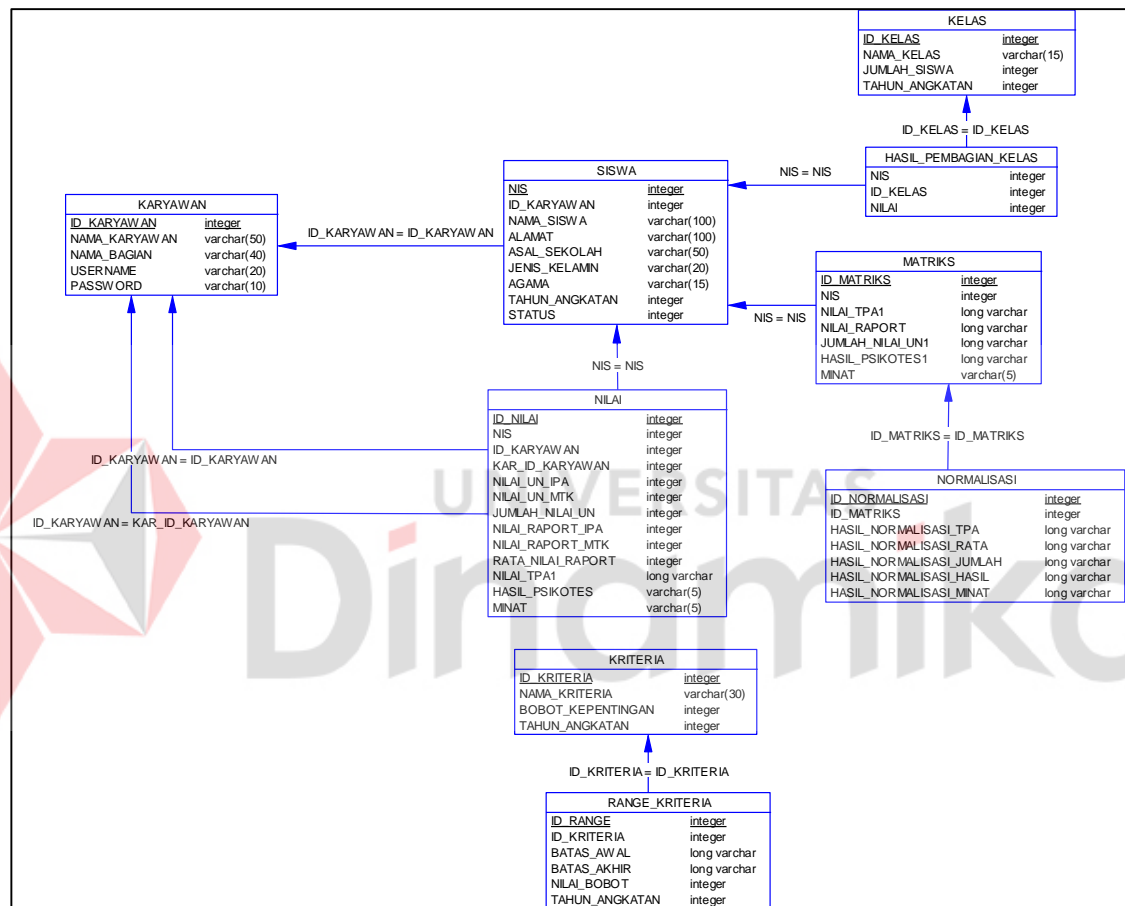 KELAS
ID_KELAS integer
NAMA_KELAS varchar(15)
JUMLAH_SISWA integer
TAHUN_ANGKATAN integer
ID_KELAS = ID_KELAS
HASIL_PEMBAGIAN_KELAS
NIS integer
ID_KELAS integer
NILAI integer
NIS = NIS
SISWA
NIS integer
ID_KARYAWAN integer
NAMA_SISWA varchar(100)
ALAMAT varchar(100)
ASAL_SEKOLAH varchar(50)
JENIS_KELAMIN varchar(20)
AGAMA varchar(15)
TAHUN_ANGKATAN integer
STATUS integer
KARYAWAN
ID_KARYAWAN integer
NAMA_KARYAWAN varchar(50)
NAMA_BAGIAN varchar(40)
USERNAME varchar(20)
PASSWORD varchar(10)
ID_KARYAWAN = ID_KARYAWAN
MATRIKS
ID_MATRIKS integer
NIS integer
NILAI_TPA1 long varchar
NILAI_RAPORT long varchar
JUMLAH_NILAI_UN1 long varchar
HASIL_PSIKOTES1 long varchar
MINAT varchar(5)
NIS = NIS
NIS = NIS
NILAI
ID_NILAI integer
NIS integer
ID_KARYAWAN integer
KAR_ID_KARYAWAN integer
NILAI_UN_IPA integer
NILAI_UN_MTK integer
JUMLAH_NILAI_UN integer
NILAI_RAPORT_IPA integer
NILAI_RAPORT_MTK integer
RATA_NILAI_RAPORT integer
NILAI_TPA1 long varchar
HASIL_PSIKOTES varchar(5)
MINAT varchar(5)
ID_KARYAWAN = ID_KARYAWAN
ID_KARYAWAN = KAR_ID_KARYAWAN
ID_MATRIKS = ID_MATRIKS
NORMALISASI
ID_NORMALISASI integer
ID_MATRIKS integer
HASIL_NORMALISASI_TPA long varchar
HASIL_NORMALISASI_RATA long varchar
HASIL_NORMALISASI_JUMLAH long varchar
HASIL_NORMALISASI_HASIL long varchar
HASIL_NORMALISASI_MINAT long varchar
UNIVERSITAS
Dinamika
KRITERIA
ID_KRITERIA integer
NAMA_KRITERIA varchar(30)
BOBOT_KEPENTINGAN integer
TAHUN_ANGKATAN integer
ID_KRITERIA = ID_KRITERIA
RANGE_KRITERIA
ID_RANGE integer
ID_KRITERIA integer
BATAS_AWAL long varchar
BATAS_AKHIR long varchar
NILAI_BOBOT integer
TAHUN_ANGKATAN integer